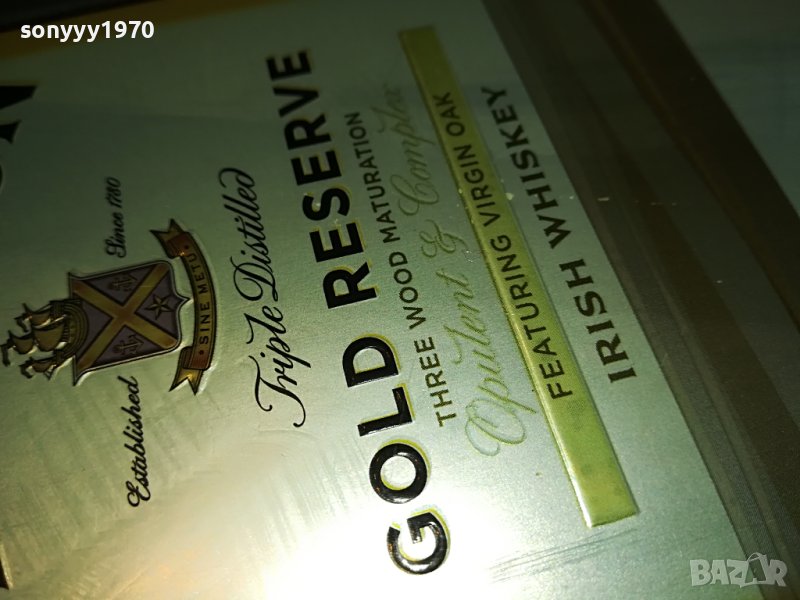 sonyyy1970
Established Since 1780
SINE METU
Triple Distilled
GOLD RESERVE
THREE WOOD MATURATION
Opulent & Complex
FEATURING VIRGIN OAK
IRISH WHISKEY
BAZAR